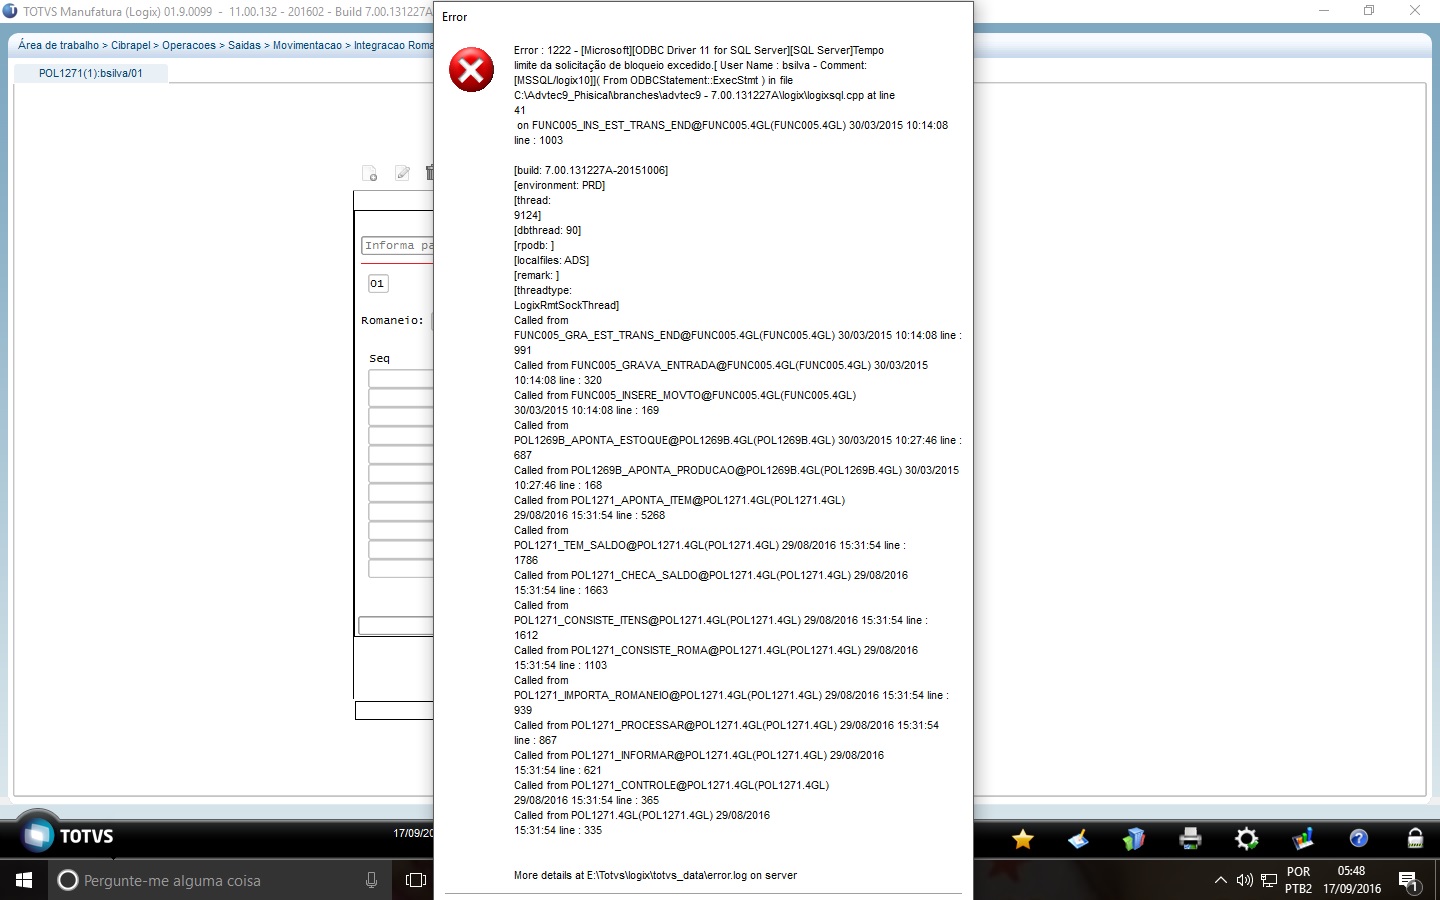 TOTVS Manufatura (Logix) 01.9.0099 - 11.00.132 - 201602 - Build 7.00.131227A
Error
Área de trabalho > Cibrapel > Operacoes > Saidas > Movimentacao > Integracao Roma
POL1271(1):bsilva/01
Informa pa
01
Romaneio:
Seq
Error : 1222 - [Microsoft][ODBC Driver 11 for SQL Server][SQL Server]Tempo
limite da solicitação de bloqueio excedido.[ User Name : bsilva - Comment:
[MSSQL/logix10]]( From ODBCStatement::ExecStmt ) in file
C:\Advtec9_Phisical\branches\advtec9 - 7.00.131227A\logix\logixsql.cpp at line
41
on FUNC005_INS_EST_TRANS_END@FUNC005.4GL(FUNC005.4GL) 30/03/2015 10:14:08
line : 1003
[build: 7.00.131227A-20151006]
[environment: PRD]
[thread:
9124]
[dbthread: 90]
[rpodb: ]
[localfiles: ADS]
[remark: ]
[threadtype:
LogixRmtSockThread]
Called from
FUNC005_GRA_EST_TRANS_END@FUNC005.4GL(FUNC005.4GL) 30/03/2015 10:14:08 line :
991
Called from FUNC005_GRAVA_ENTRADA@FUNC005.4GL(FUNC005.4GL) 30/03/2015
10:14:08 line : 320
Called from FUNC005_INSERE_MOVTO@FUNC005.4GL(FUNC005.4GL)
30/03/2015 10:14:08 line : 169
Called from
POL1269B_APONTA_ESTOQUE@POL1269B.4GL(POL1269B.4GL) 30/03/2015 10:27:46 line :
687
Called from POL1269B_APONTA_PRODUCAO@POL1269B.4GL(POL1269B.4GL) 30/03/2015
10:27:46 line : 168
Called from POL1271_APONTA_ITEM@POL1271.4GL(POL1271.4GL)
29/08/2016 15:31:54 line : 5268
Called from
POL1271_TEM_SALDO@POL1271.4GL(POL1271.4GL) 29/08/2016 15:31:54 line :
1786
Called from POL1271_CHECA_SALDO@POL1271.4GL(POL1271.4GL) 29/08/2016
15:31:54 line : 1663
Called from
POL1271_CONSISTE_ITENS@POL1271.4GL(POL1271.4GL) 29/08/2016 15:31:54 line :
1612
Called from POL1271_CONSISTE_ROMA@POL1271.4GL(POL1271.4GL) 29/08/2016
15:31:54 line : 1103
Called from
POL1271_IMPORTA_ROMANEIO@POL1271.4GL(POL1271.4GL) 29/08/2016 15:31:54 line :
939
Called from POL1271_PROCESSAR@POL1271.4GL(POL1271.4GL) 29/08/2016 15:31:54
line : 867
Called from POL1271_INFORMAR@POL1271.4GL(POL1271.4GL) 29/08/2016
15:31:54 line : 621
Called from POL1271_CONTROLE@POL1271.4GL(POL1271.4GL)
29/08/2016 15:31:54 line : 365
Called from POL1271.4GL(POL1271.4GL) 29/08/2016
15:31:54 line : 335
More details at E:\Totvs\logix\totvs_data\error.log on server
TOTVS
17/09/20
Pergunte-me alguma coisa
POR
PTB2
05:48
17/09/2016
1